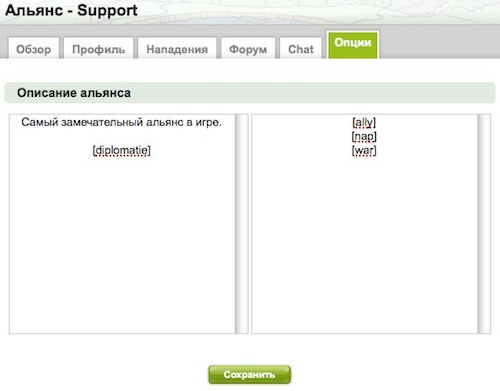 Альянс - Support
Обзор Профиль Нападения Форум Chat Опции
Описание альянса
Самый замечательный альянс в игре.
[diplomatie]
[ally]
[nap]
[war]
Сохранить